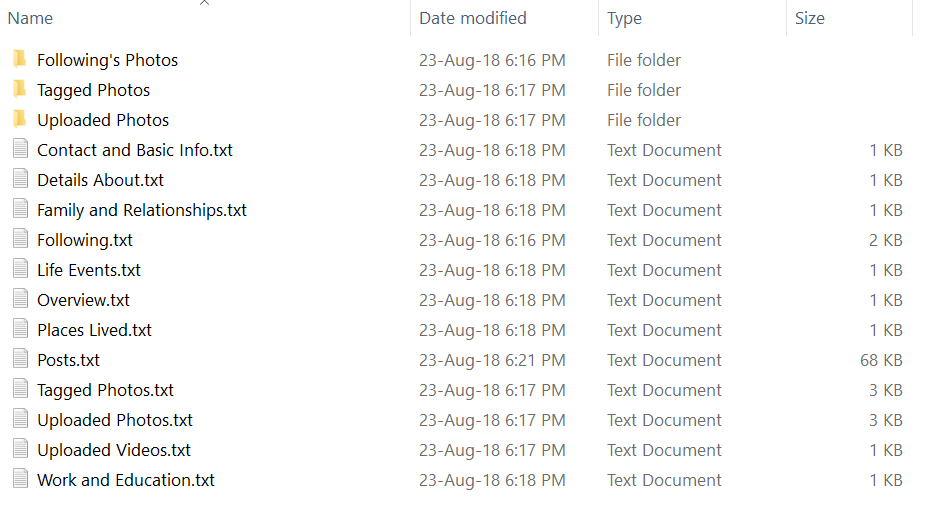 Name Date modified Type Size
Following's Photos 23-Aug-18 6:16 PM File folder
Tagged Photos 23-Aug-18 6:17 PM File folder
Uploaded Photos 23-Aug-18 6:17 PM File folder
Contact and Basic Info.txt 23-Aug-18 6:18 PM Text Document 1 KB
Details About.txt 23-Aug-18 6:18 PM Text Document 1 KB
Family and Relationships.txt 23-Aug-18 6:18 PM Text Document 1 KB
Following.txt 23-Aug-18 6:16 PM Text Document 2 KB
Life Events.txt 23-Aug-18 6:18 PM Text Document 1 KB
Overview.txt 23-Aug-18 6:18 PM Text Document 1 KB
Places Lived.txt 23-Aug-18 6:18 PM Text Document 1 KB
Posts.txt 23-Aug-18 6:21 PM Text Document 68 KB
Tagged Photos.txt 23-Aug-18 6:17 PM Text Document 3 KB
Uploaded Photos.txt 23-Aug-18 6:17 PM Text Document 3 KB
Uploaded Videos.txt 23-Aug-18 6:17 PM Text Document 1 KB
Work and Education.txt 23-Aug-18 6:18 PM Text Document 1 KB